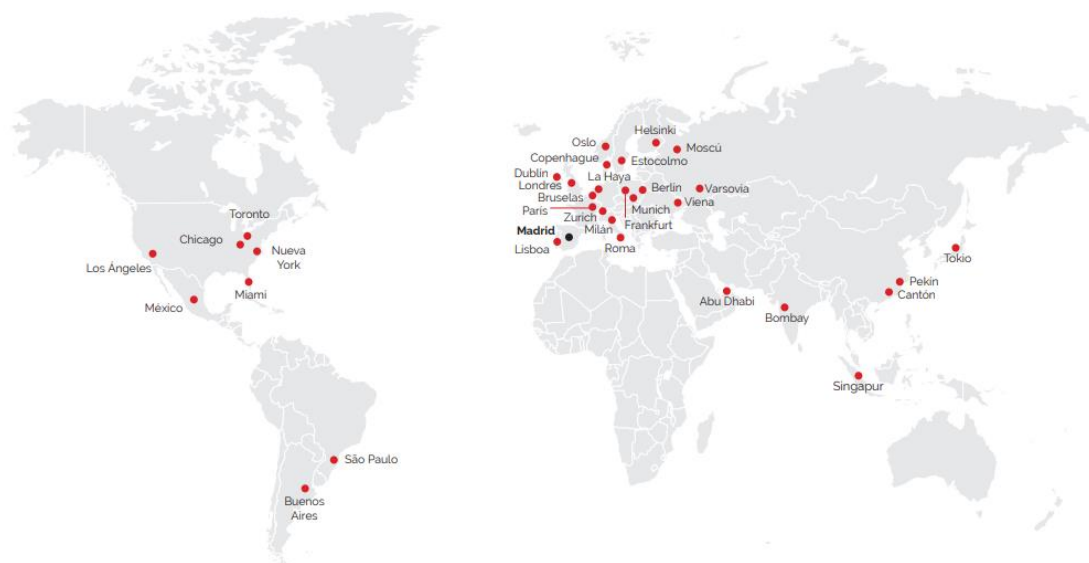 Helsinki
Oslo
Moscú
Copenhague
Estocolmo
Dublín
La Haya
Londres
Berlín
Varsovia
Bruselas
Munich
Viena
París
Zurich
Toronto
Milán
Frankfurt
Madrid
Chicago
Nueva
York
Lisboa
Roma
Los Ángeles
Tokio
Miami
Pekín
Cantón
México
Abu Dhabi
Bombay
Singapur
São Paulo
Buenos
Aires